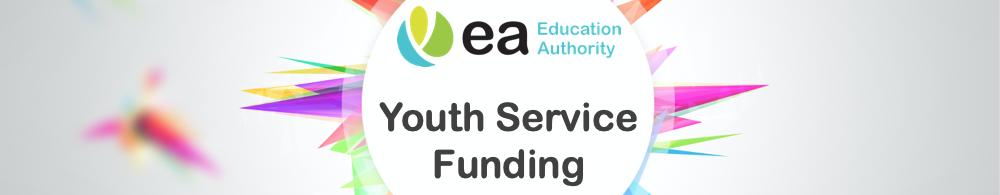 ea Education
Authority
Youth Service
Funding